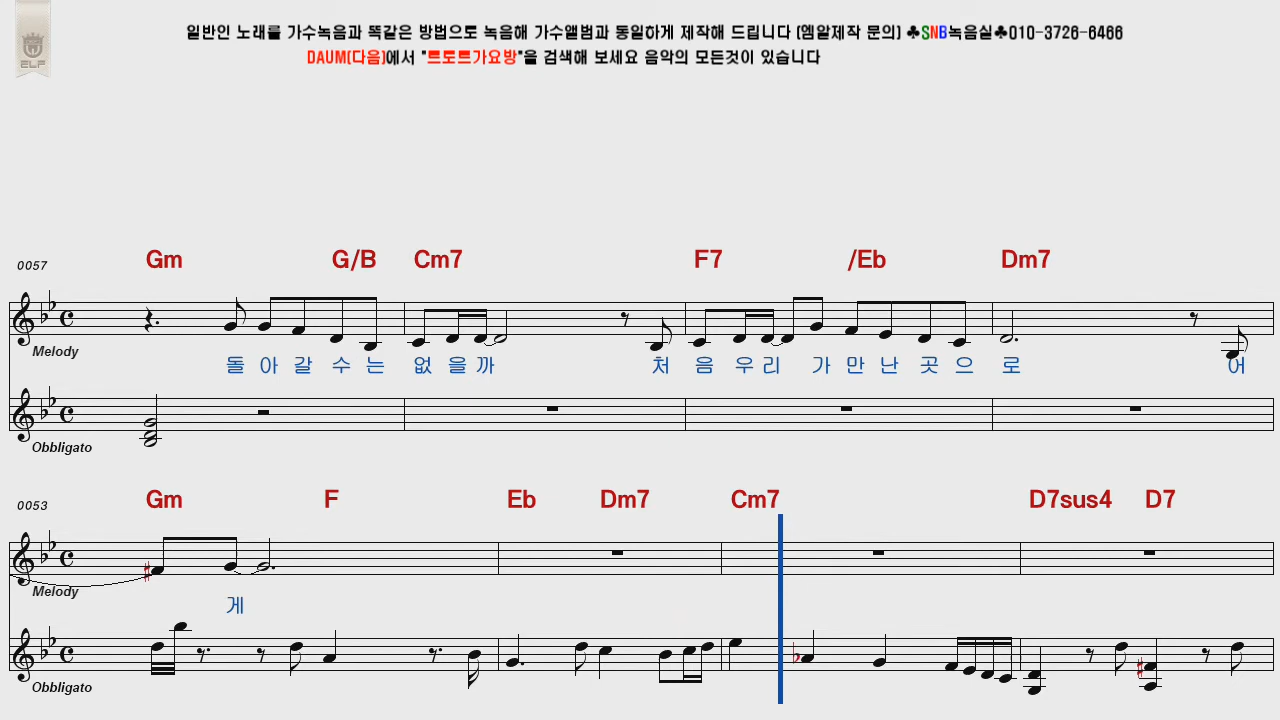 일반인 노래를 가수녹음과 똑같은 방법으로 녹음해 가수앨범과 동일하게 제작해 드립니다 (엠알제작 문의) ♣SNB녹음실♣010-3726-6466
DAUM(다음)에서 "트로트가요방"을 검색해 보세요 음악의 모든것이 있습니다
ELF
0057 Gm G/B Cm7 F7 /Eb Dm7
Melody
돌 아 갈 수 는 없 을 까 처 음 우 리 가 만 난 곳 으 로 어
Obbligato
0053 Gm F Eb Dm7 Cm7 D7sus4 D7
Melody
게
Obbligato